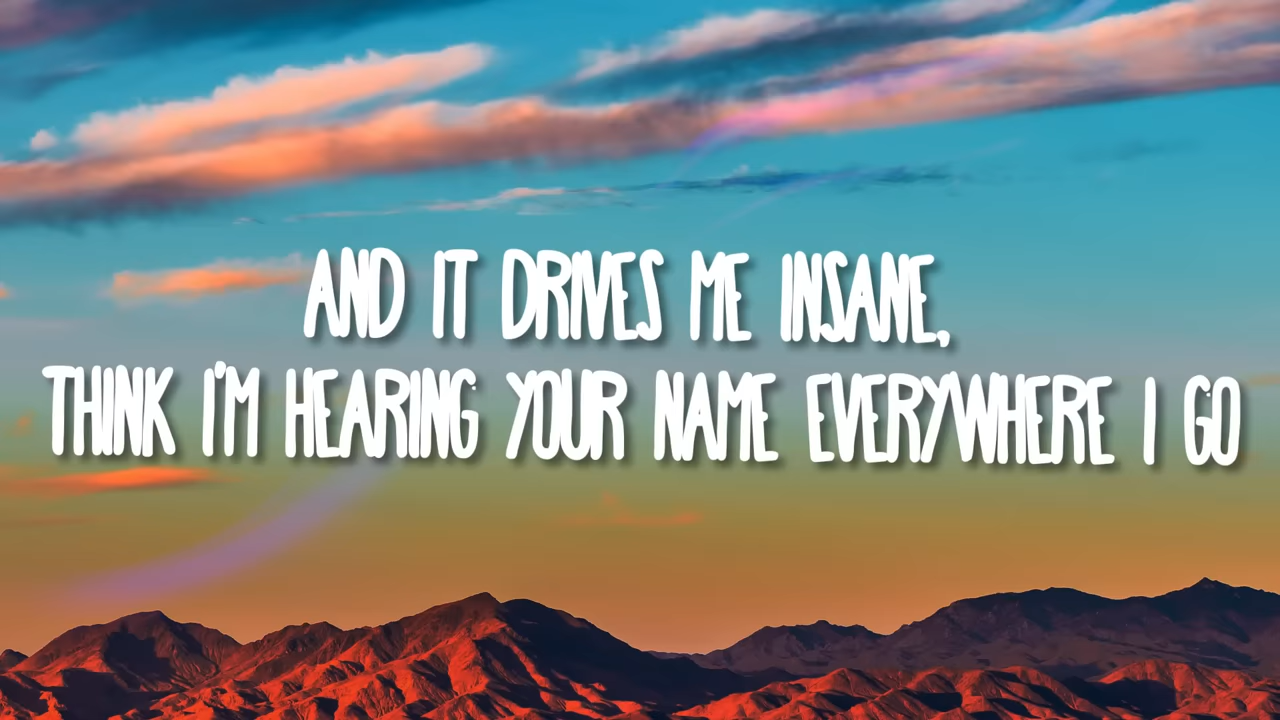 AND IT DRIVES ME INSANE,
THINK I'M HEARING YOUR NAME EVERYWHERE I GO